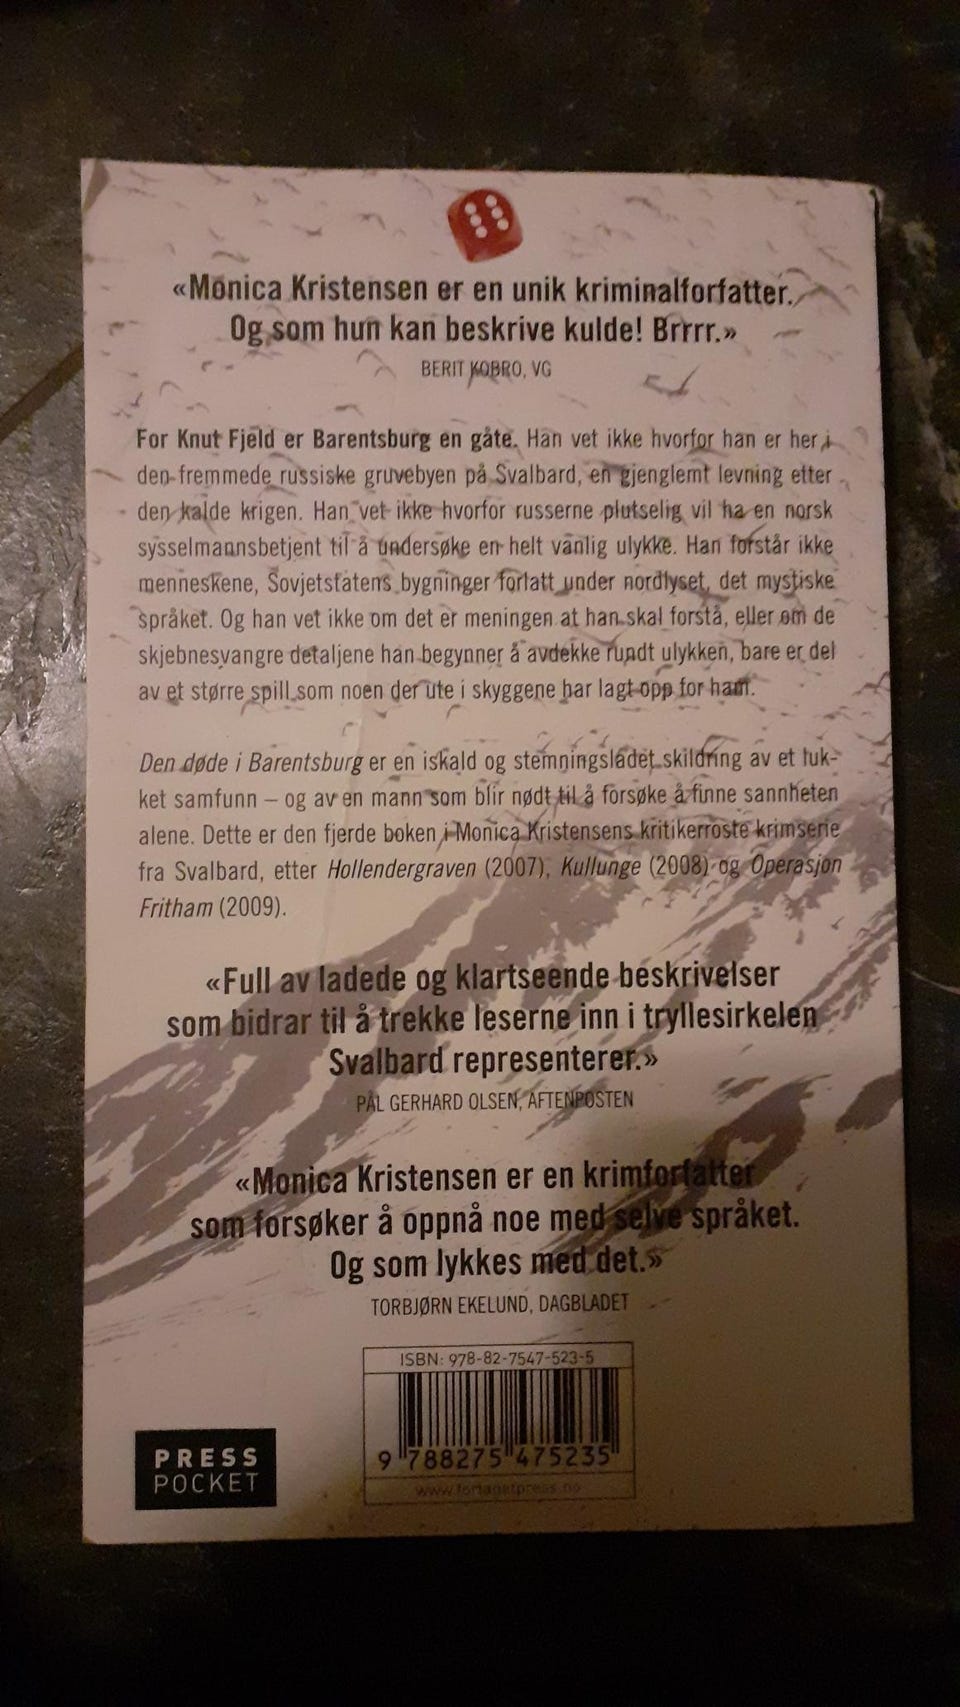 «Monica Kristensen er en unik kriminalforfatter.
Og som hun kan beskrive kulde! Brrrr.»
BERIT KOBRO, VG
For Knut Fjeld er Barentsburg en gåte. Han vet ikke hvorfor han er her i
den fremmede russiske gruvebyen på Svalbard, en gjenglemt levning etter
den kalde krigen. Han vet ikke hvorfor russerne plutselig vil ha en norsk
sysselmannsbetjent til å undersøke en helt vanlig ulykke. Han forstår ikke
menneskene, Sovjetstatens bygninger forlatt under nordlyset, det mystiske
språket. Og han vet ikke om det er meningen at han skal forstå, eller om de
skjebnesvangre detaljene han begynner å avdekke rundt ulykken, bare er del
av et større spill som noen der ute i skyggene har lagt opp for ham.
Den døde i Barentsburg er en iskald og stemningsladet skildring av et luk-
ket samfunn – og av en mann som blir nødt til å forsøke å finne sannheten
alene. Dette er den fjerde boken i Monica Kristensens kritikerroste krimserie
fra Svalbard, etter Hollendergraven (2007), Kullunge (2008) og Operasjon
Fritham (2009).
«Full av ladede og klartseende beskrivelser
som bidrar til å trekke leserne inn i tryllesirkelen
Svalbard representerer.»
PÅL GERHARD OLSEN, AFTENPOSTEN
«Monica Kristensen er en krimforfatter
som forsøker å oppnå noe med selve språket.
Og som lykkes med det.»
TORBJØRN EKELUND, DAGBLADET
ISBN: 978-82-7547-523-5
9 788275 475235
www.forlagetpress.no
PRESS
POCKET